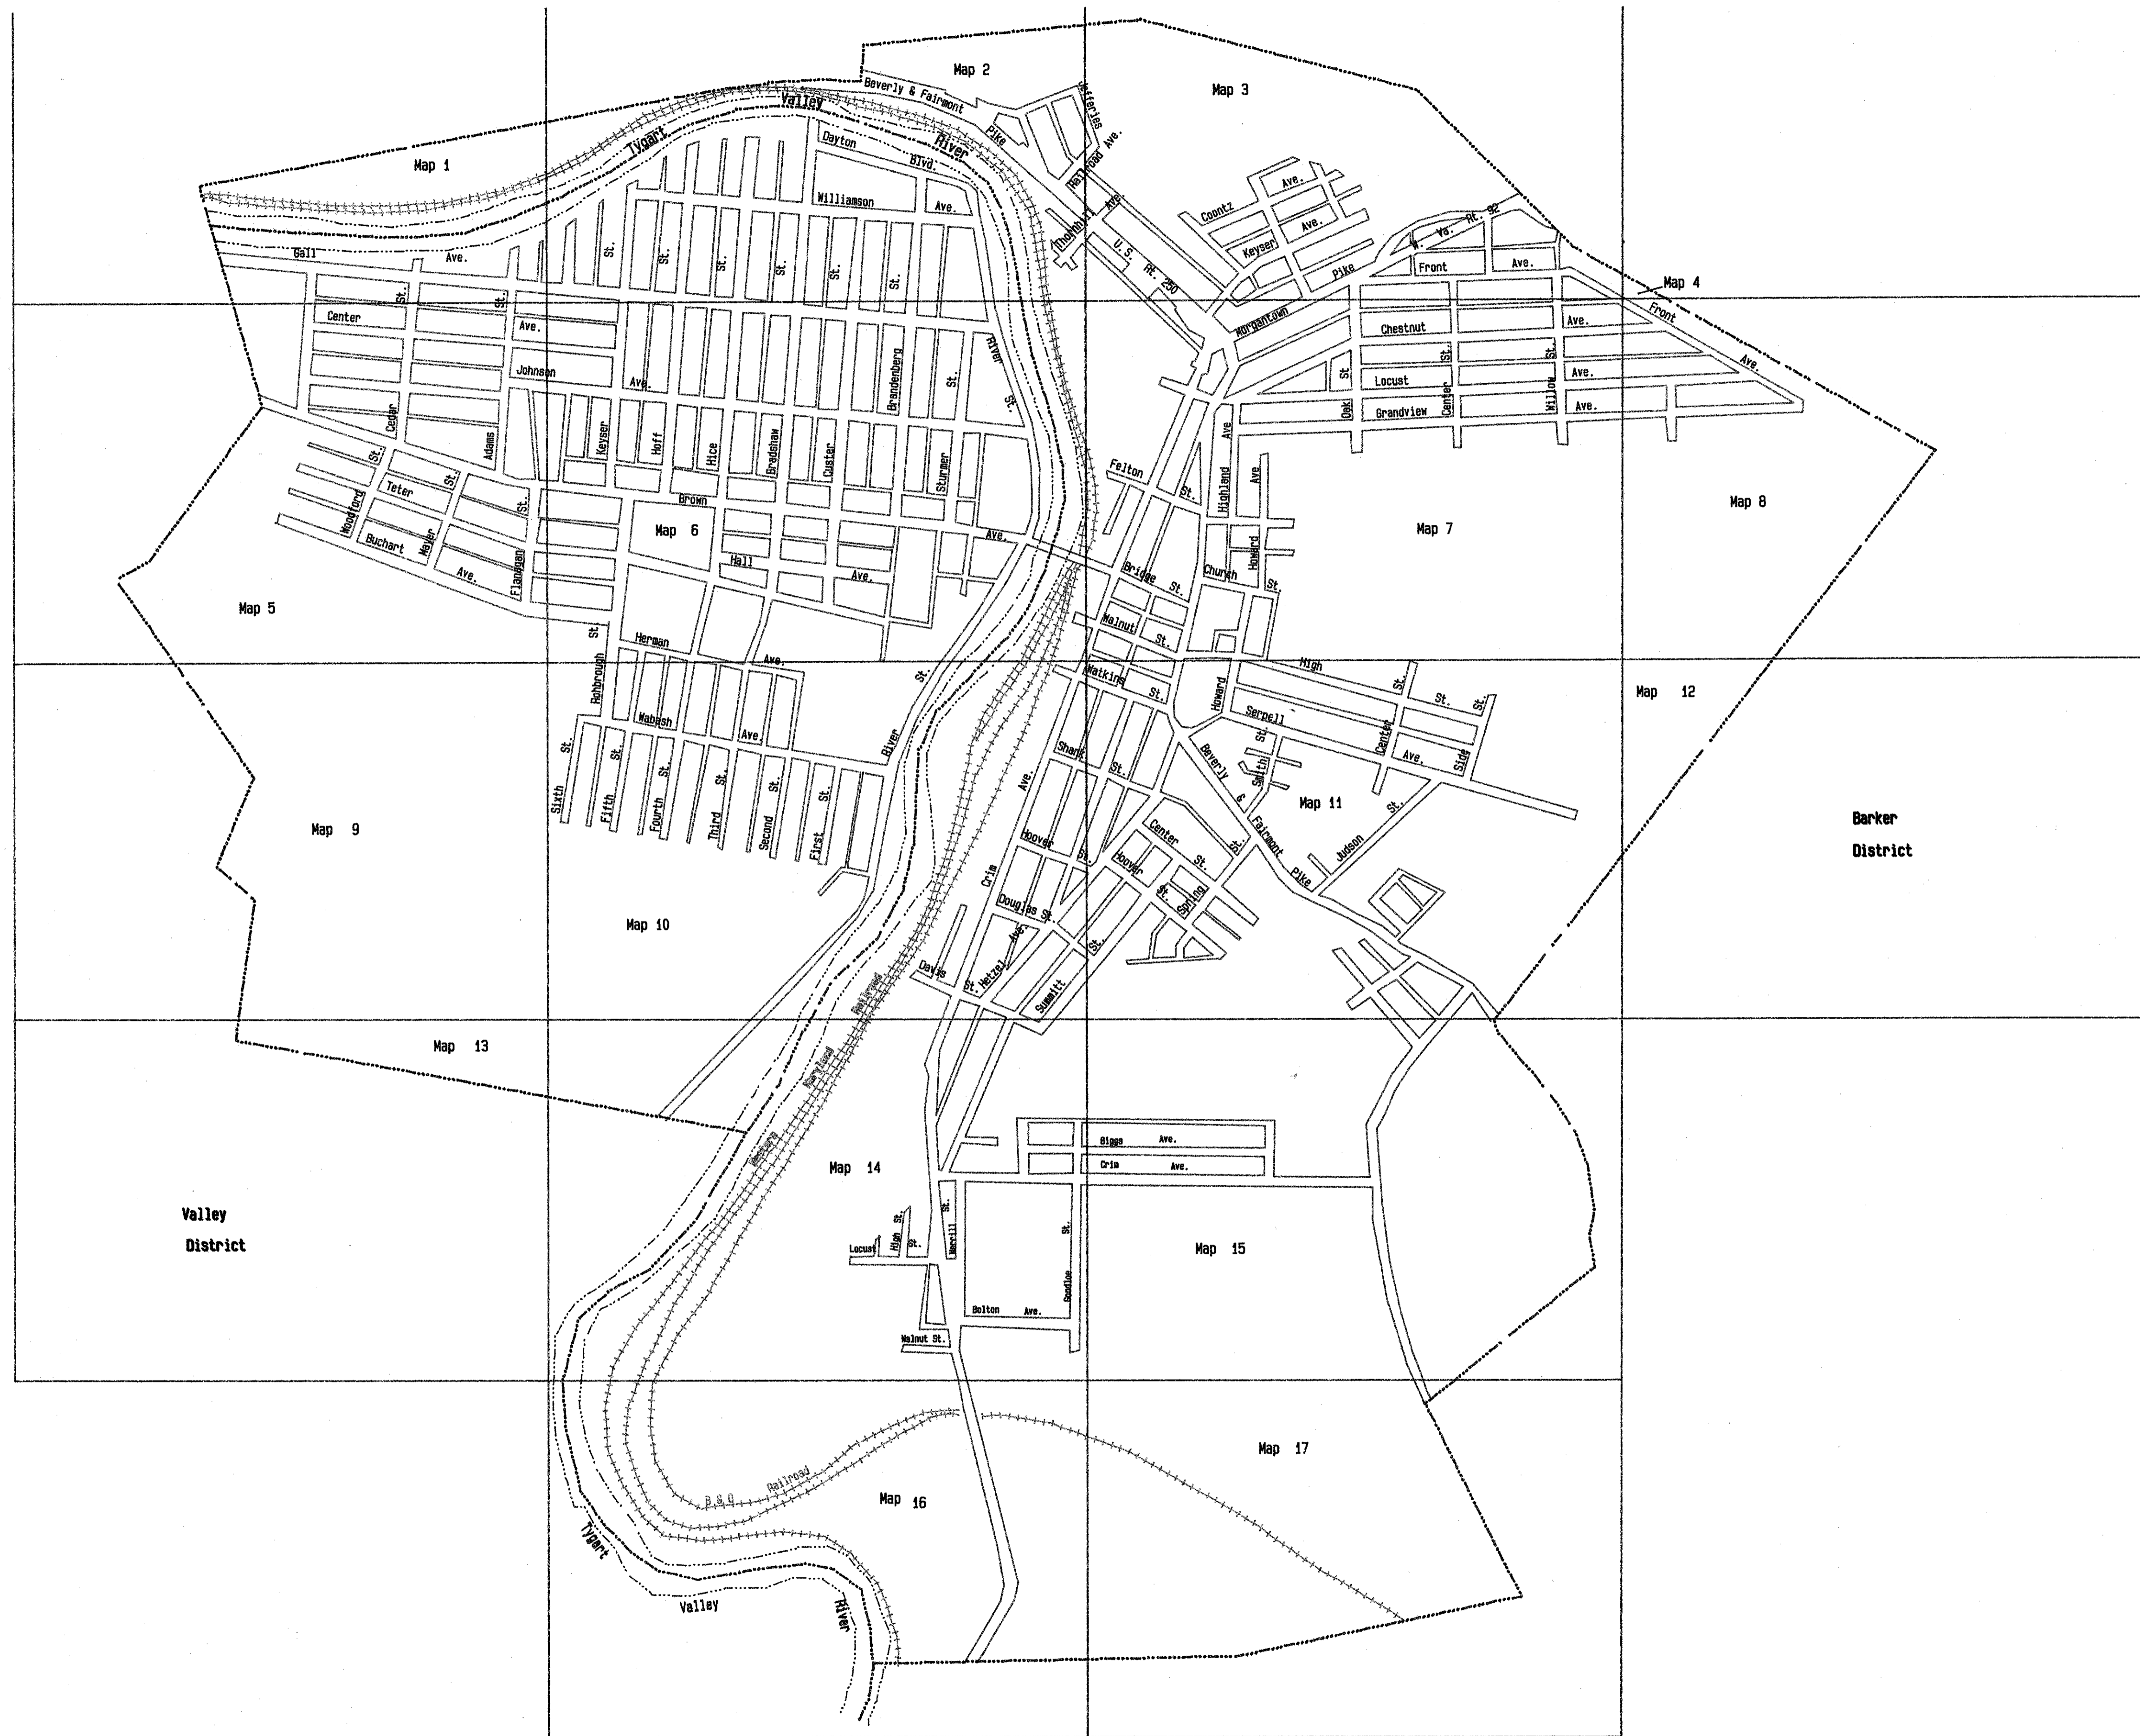 Map 1
Map 2
Map 3
Map 4
Beverly & Fairmont
Pike
Jefferies
Railroad Ave.
Tygart
Valley
River
Dayton
Blvd.
Williamson
Ave.
Thornhill Ave.
U. S. Rt. 250
Coontz
Ave.
Keyser
Ave.
W. Va. Rt. 92
Morgantown
Pike
Front
Ave.
Front
Ave.
Gall
Ave.
St.
St.
St.
St.
St.
St.
St.
St.
Center
Ave.
Johnson
Ave.
River
St.
Chestnut
Ave.
Locust
Ave.
Grandview
Ave.
Oak
St
Center
St.
Willow
St.
Cedar
Adams
Keyser
Hoff
Hice
Bradshaw
Custer
Brandenberg
Sturmer
St.
Woodford
St.
Mayer
St.
Flanagan
St.
Teter
Buchart
Ave.
Brown
Ave.
Hall
Ave.
Felton
St.
Highland
Ave
Howard
Ave
Bridge
St.
Church
St.
Walnut
St.
Map 5
Map 6
Map 7
Map 8
Herman
Ave.
Rohbrough
St.
Wabash
Ave.
River
St.
Sixth
St.
Fifth
St.
Fourth
St.
Third
St.
Second
St.
First
St.
Watkins
St.
Howard
High
St.
Serpell
Ave.
Center
St.
Side
St.
Smith
St.
Beverly
&
Fairmont
Pike
Judson
St.
Shank
St.
Crim
Ave.
Hoover
St.
Center
St.
Hoover
St.
Spring
St.
Douglas St.
Hetzel
Ave.
Davis
St.
Summitt
St.
Map 9
Map 10
Map 11
Map 12
Barker
District
Railroad
Maryland
Western
Map 13
Map 14
Map 15
Valley
District
Biggs Ave.
Crim Ave.
Merrill
St.
Goodloe
St.
High
St.
Locust
St.
Bolton Ave.
Walnut St.
B & O
Railroad
Map 16
Map 17
Tygart
Valley
River